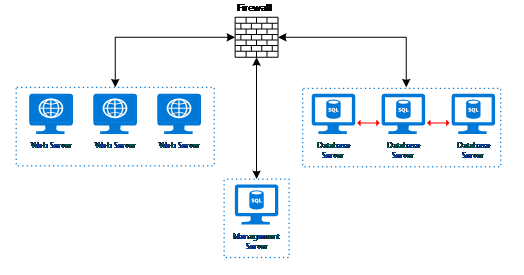 Firewall
Web Server
Web Server
Web Server
SQL
SQL
SQL
Database
Server
Database
Server
Database
Server
SQL
Management
Server